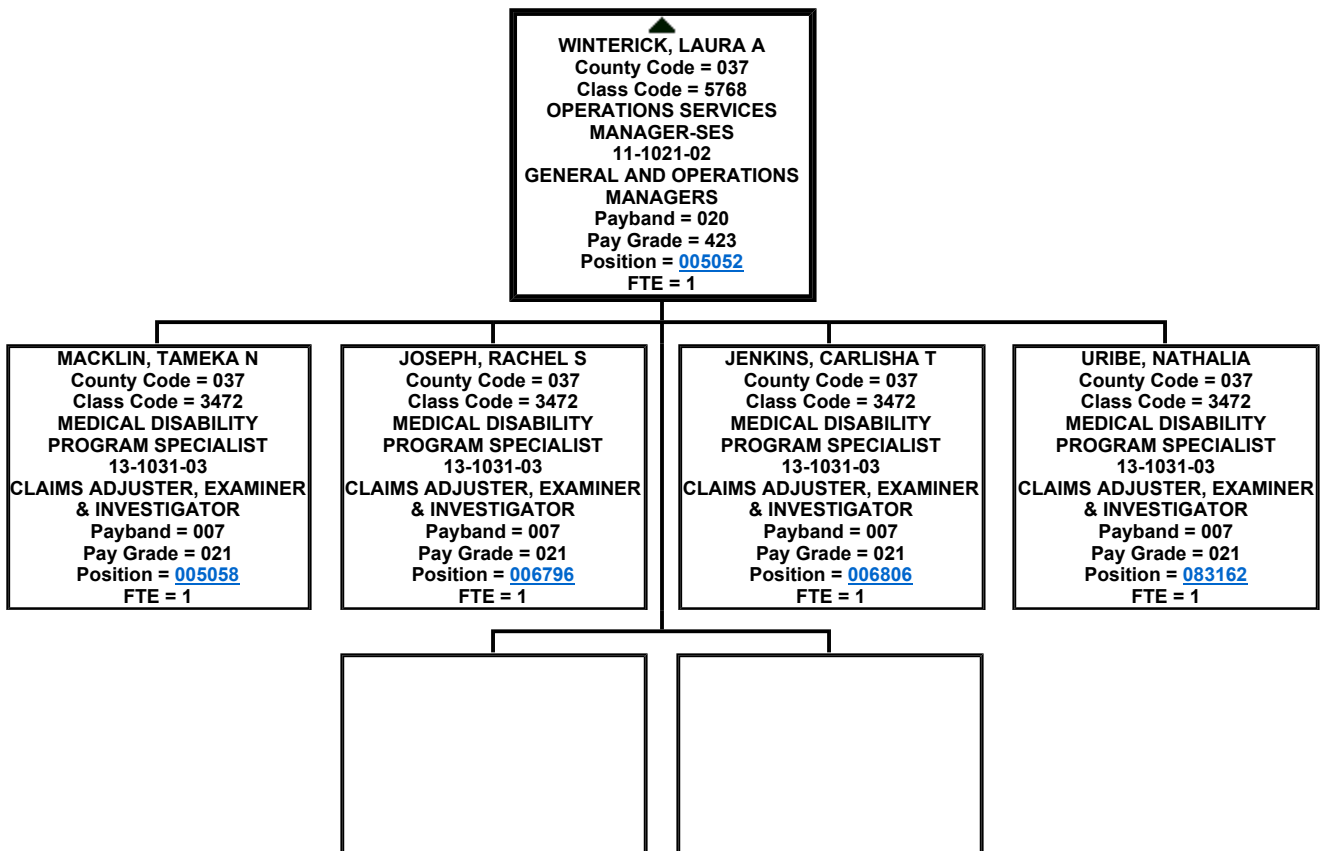 WINTERICK, LAURA A
County Code = 037
Class Code = 5768
OPERATIONS SERVICES
MANAGER-SES
11-1021-02
GENERAL AND OPERATIONS
MANAGERS
Payband = 020
Pay Grade = 423
Position = 005052
FTE = 1
MACKLIN, TAMEKA N
County Code = 037
Class Code = 3472
MEDICAL DISABILITY
PROGRAM SPECIALIST
13-1031-03
CLAIMS ADJUSTER, EXAMINER
& INVESTIGATOR
Payband = 007
Pay Grade = 021
Position = 005058
FTE = 1
JOSEPH, RACHEL S
County Code = 037
Class Code = 3472
MEDICAL DISABILITY
PROGRAM SPECIALIST
13-1031-03
CLAIMS ADJUSTER, EXAMINER
& INVESTIGATOR
Payband = 007
Pay Grade = 021
Position = 006796
FTE = 1
JENKINS, CARLISHA T
County Code = 037
Class Code = 3472
MEDICAL DISABILITY
PROGRAM SPECIALIST
13-1031-03
CLAIMS ADJUSTER, EXAMINER
& INVESTIGATOR
Payband = 007
Pay Grade = 021
Position = 006806
FTE = 1
URIBE, NATHALIA
County Code = 037
Class Code = 3472
MEDICAL DISABILITY
PROGRAM SPECIALIST
13-1031-03
CLAIMS ADJUSTER, EXAMINER
& INVESTIGATOR
Payband = 007
Pay Grade = 021
Position = 083162
FTE = 1